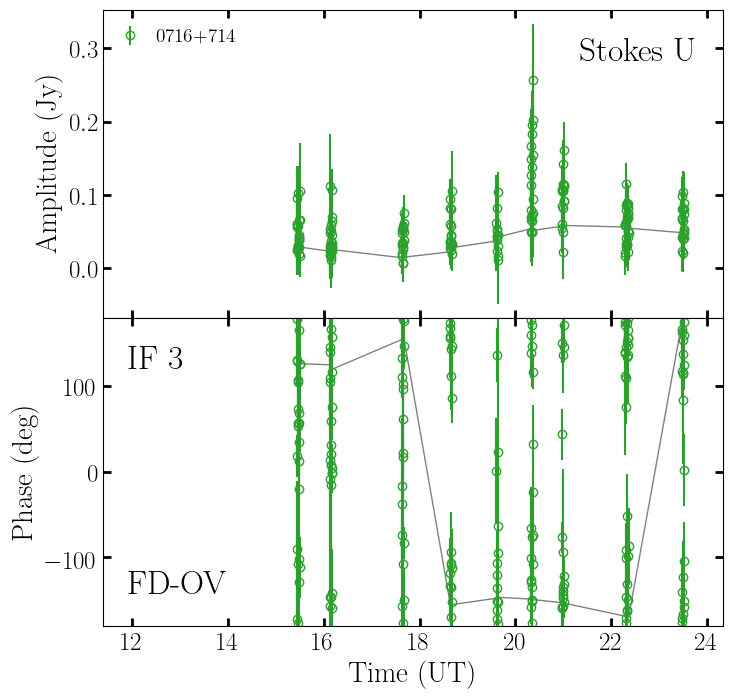 0716+714
Stokes U
0.3
0.2
0.1
0.0
Amplitude (Jy)
IF 3
100
0
−100
Phase (deg)
FD-OV
12 14 16 18 20 22 24
Time (UT)